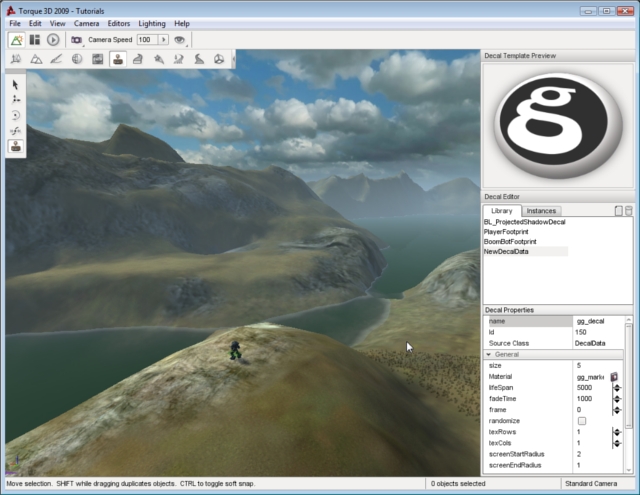 Torque 3D 2009 - Tutorials
File Edit View Camera Editors Lighting Help
Camera Speed 100
Decal Template Preview
g
Decal Editor
Library Instances
BL_ProjectedShadowDecal
PlayerFootprint
BoomBotFootprint
NewDecalData
Decal Properties
name gg_decal
Id 150
Source Class DecalData
General
size 5
Material gg_marke
lifeSpan 5000
fadeTime 1000
frame 0
randomize
texRows 1
texCols 1
screenStartRadius 2
screenEndRadius 1
Move selection. SHIFT while dragging duplicates objects. CTRL to toggle soft snap.
0 objects selected
Standard Camera